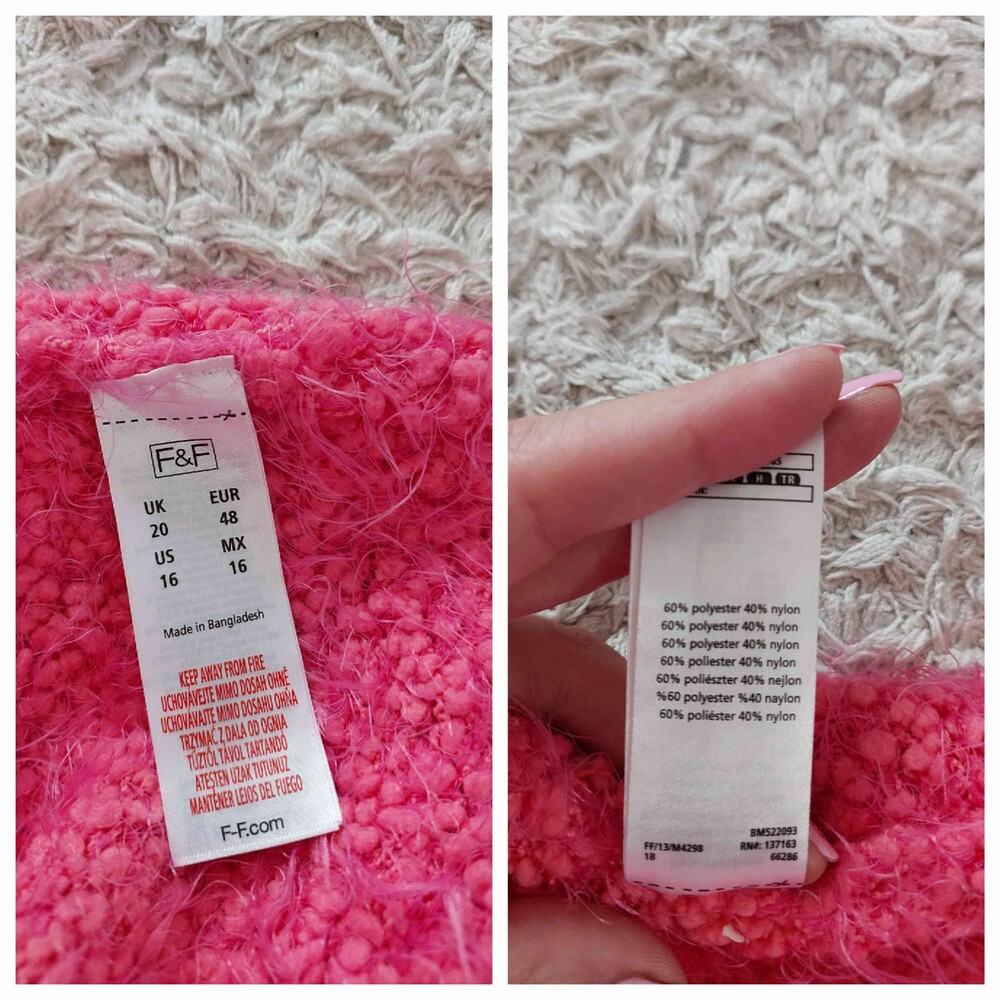 F&F
UK EUR
20 48
US MX
16 16
Made in Bangladesh
KEEP AWAY FROM FIRE
UCHOVÁVEJTE MIMO DOSAH OHNĚ
UCHOVÁVAJTE MIMO DOSAHU OHŇA
TRZYMAĆ Z DALA OD OGNIA
TŰZTŐL TÁVOL TARTANDÓ
ATEŞTEN UZAK TUTUNUZ
MANTÉNER LEJOS DEL FUEGO
F-F.com
H TR
60% polyester 40% nylon
60% polyester 40% nylon
60% polyester 40% nylon
60% poliester 40% nylon
60% poliészter 40% nejlon
%60 polyester %40 naylon
60% poliéster 40% nylon
BM522093
FF/13/M4298 RN#: 137163
1B 66286